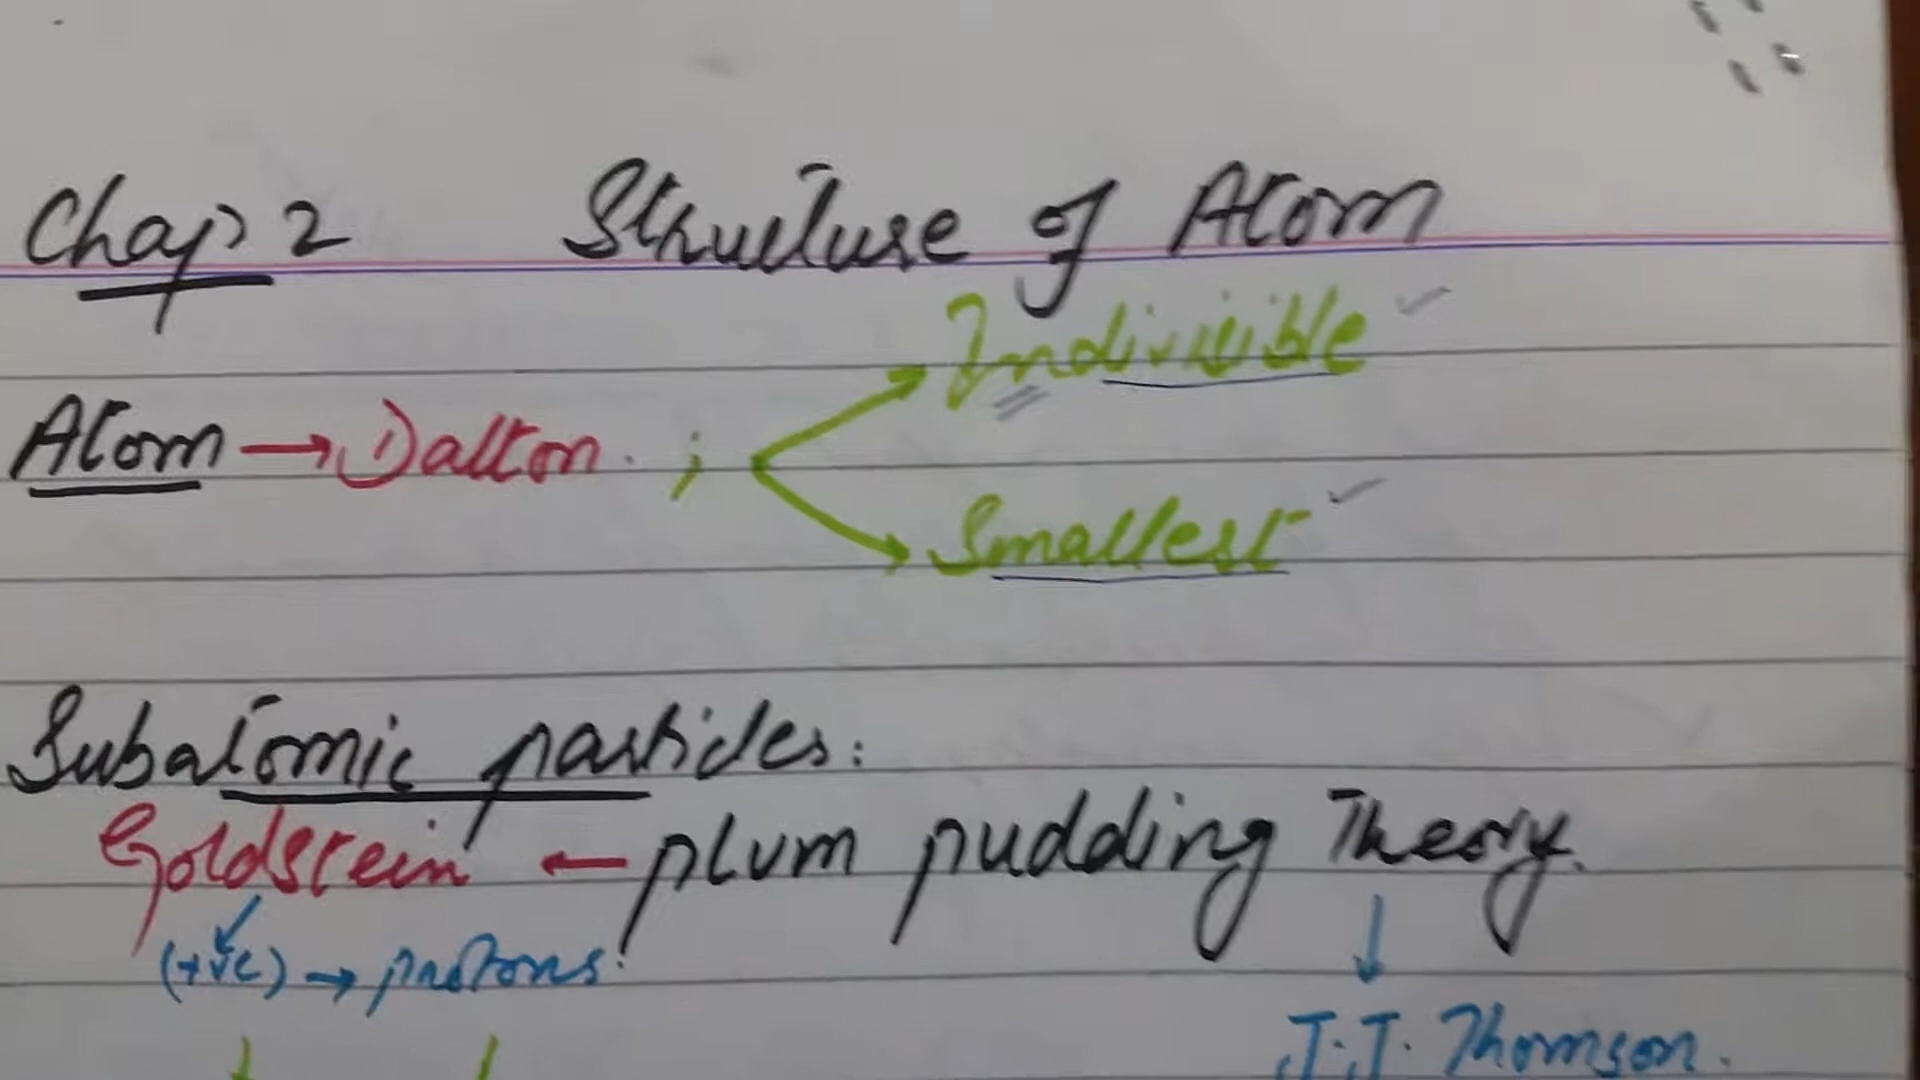 Chap 2 Structure of Atom
Indivisible
Atom → Dalton. ;
Smallest
Subatomic particles:
Goldstein ← plum pudding Theory.
(+ve) → protons.
J.J. Thomson.